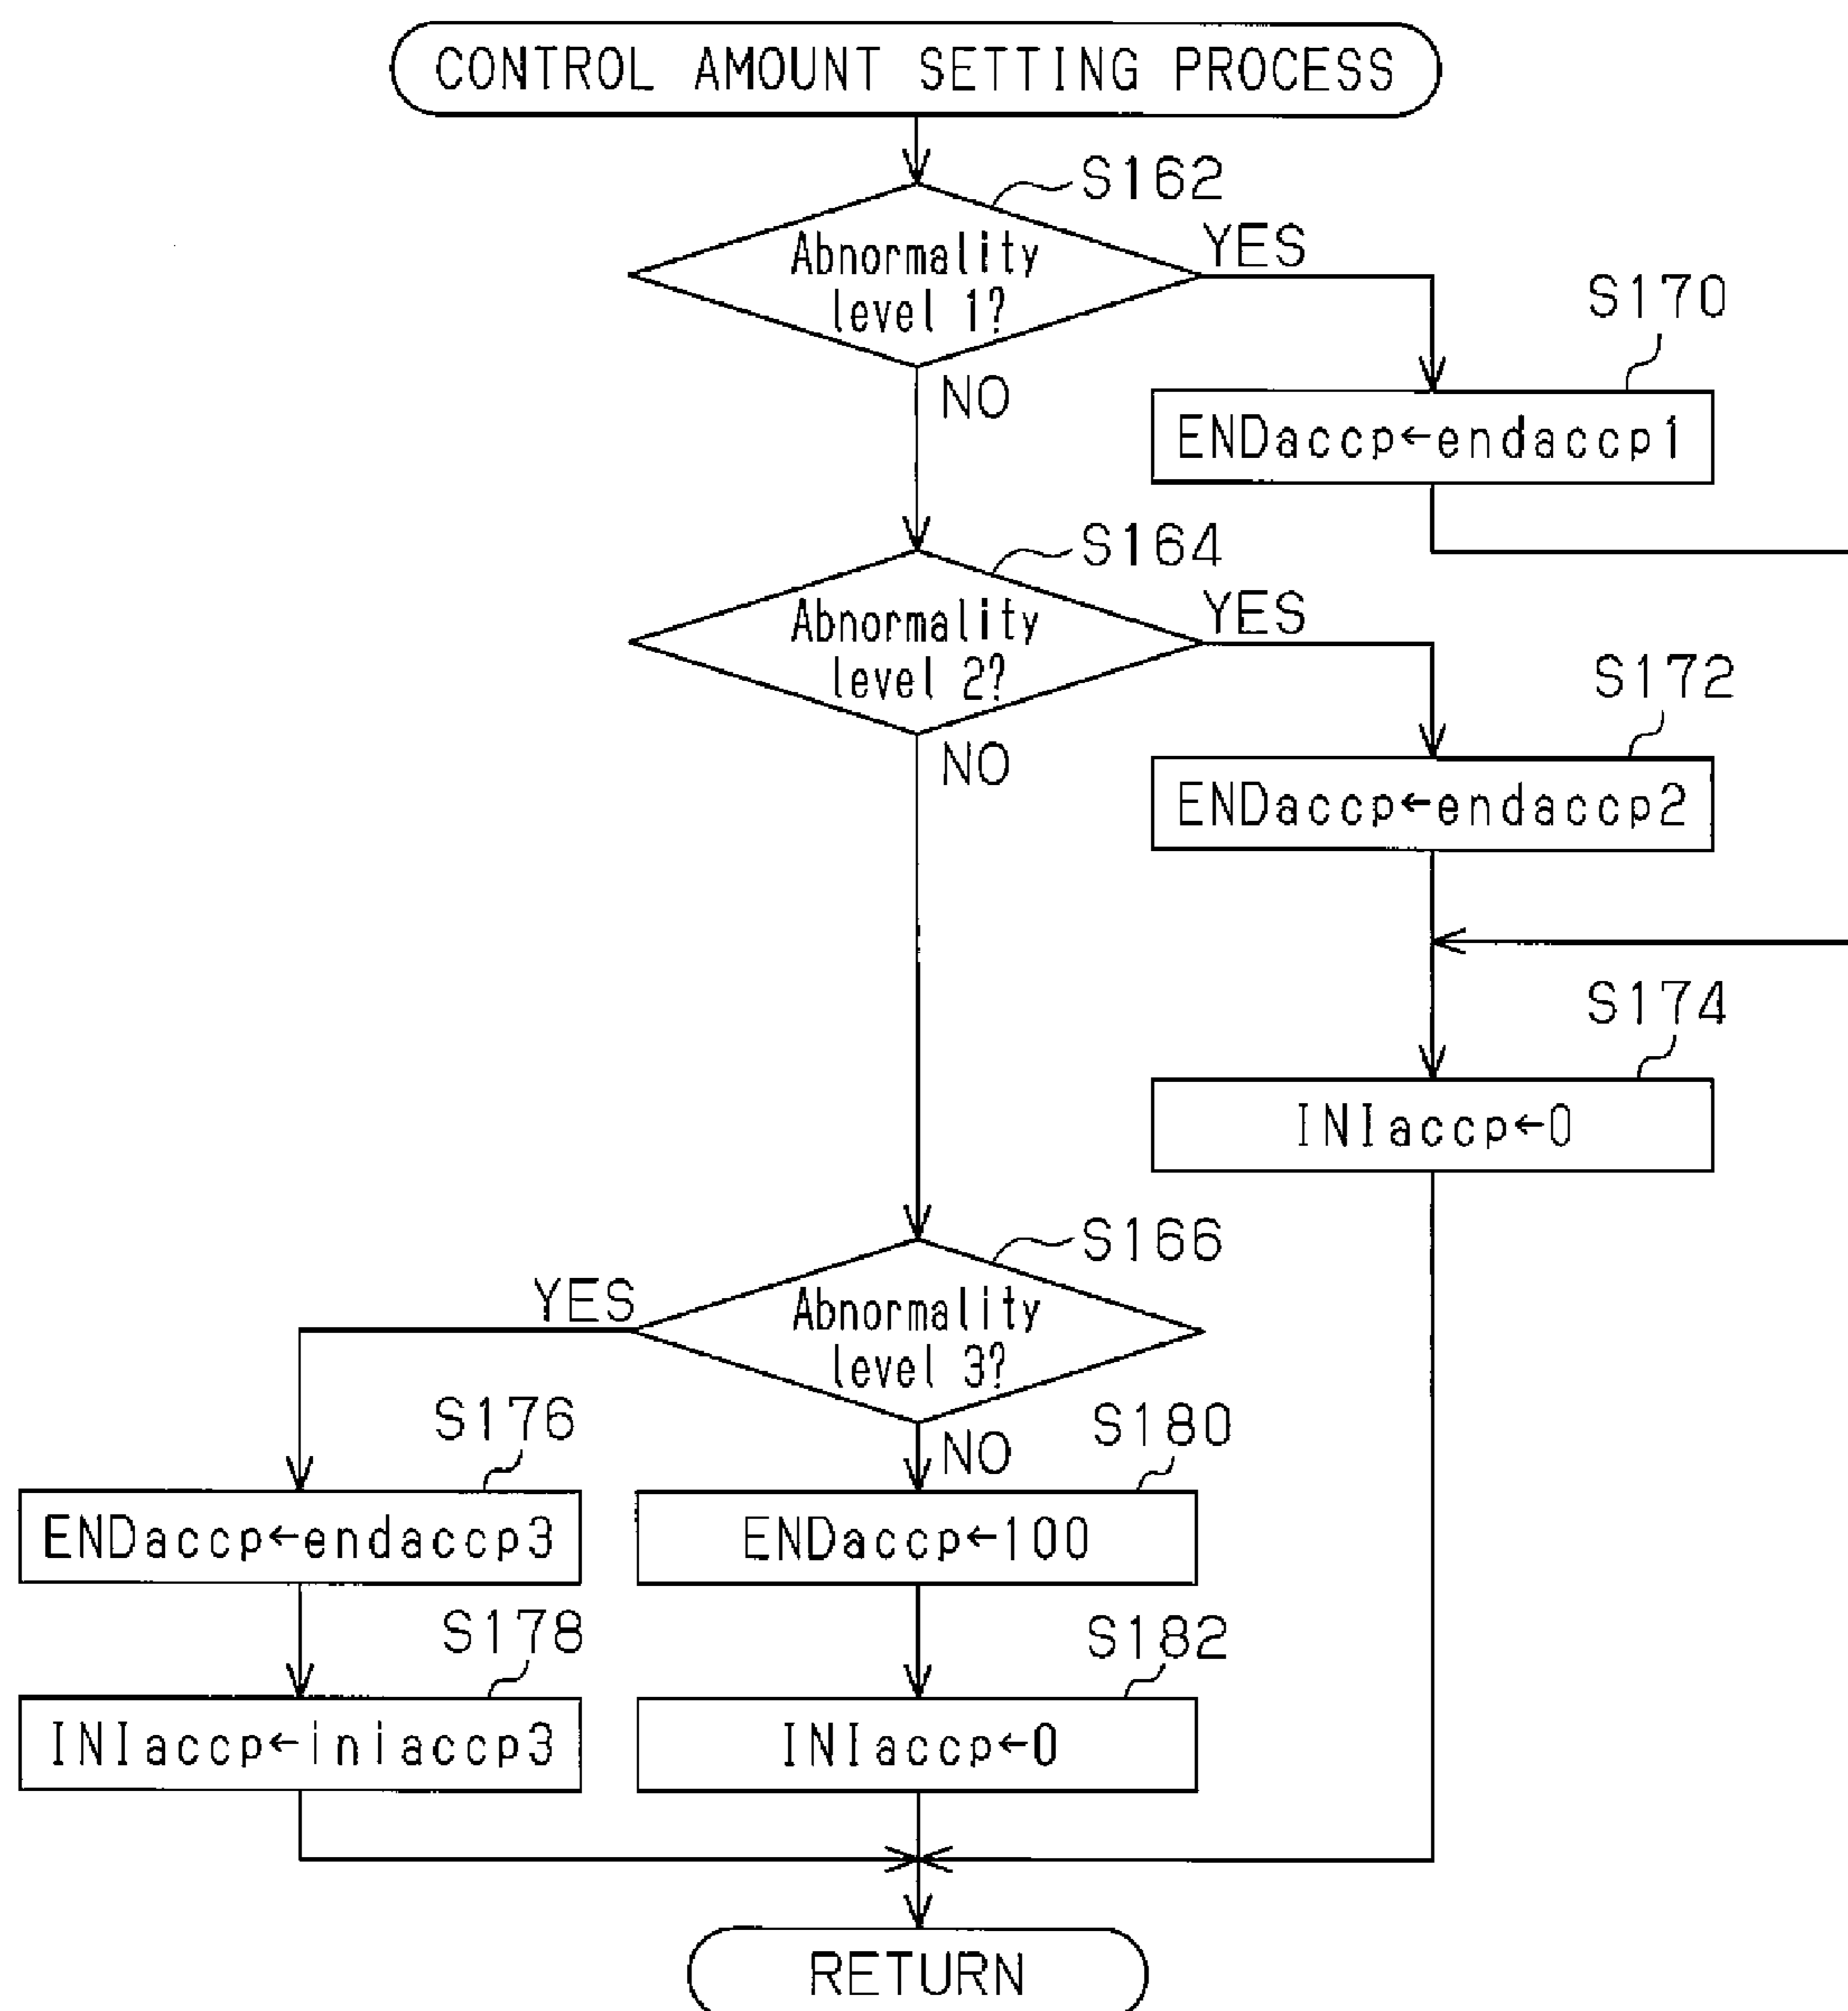 CONTROL AMOUNT SETTING PROCESS
S162
Abnormality
level 1?
YES
NO
S170
ENDaccp←endaccp1
S164
Abnormality
level 2?
YES
NO
S172
ENDaccp←endaccp2
S174
INIaccp←0
S166
Abnormality
level 3?
YES
NO
S176
ENDaccp←endaccp3
S180
ENDaccp←100
S178
INIaccp←iniaccp3
S182
INIaccp←0
RETURN